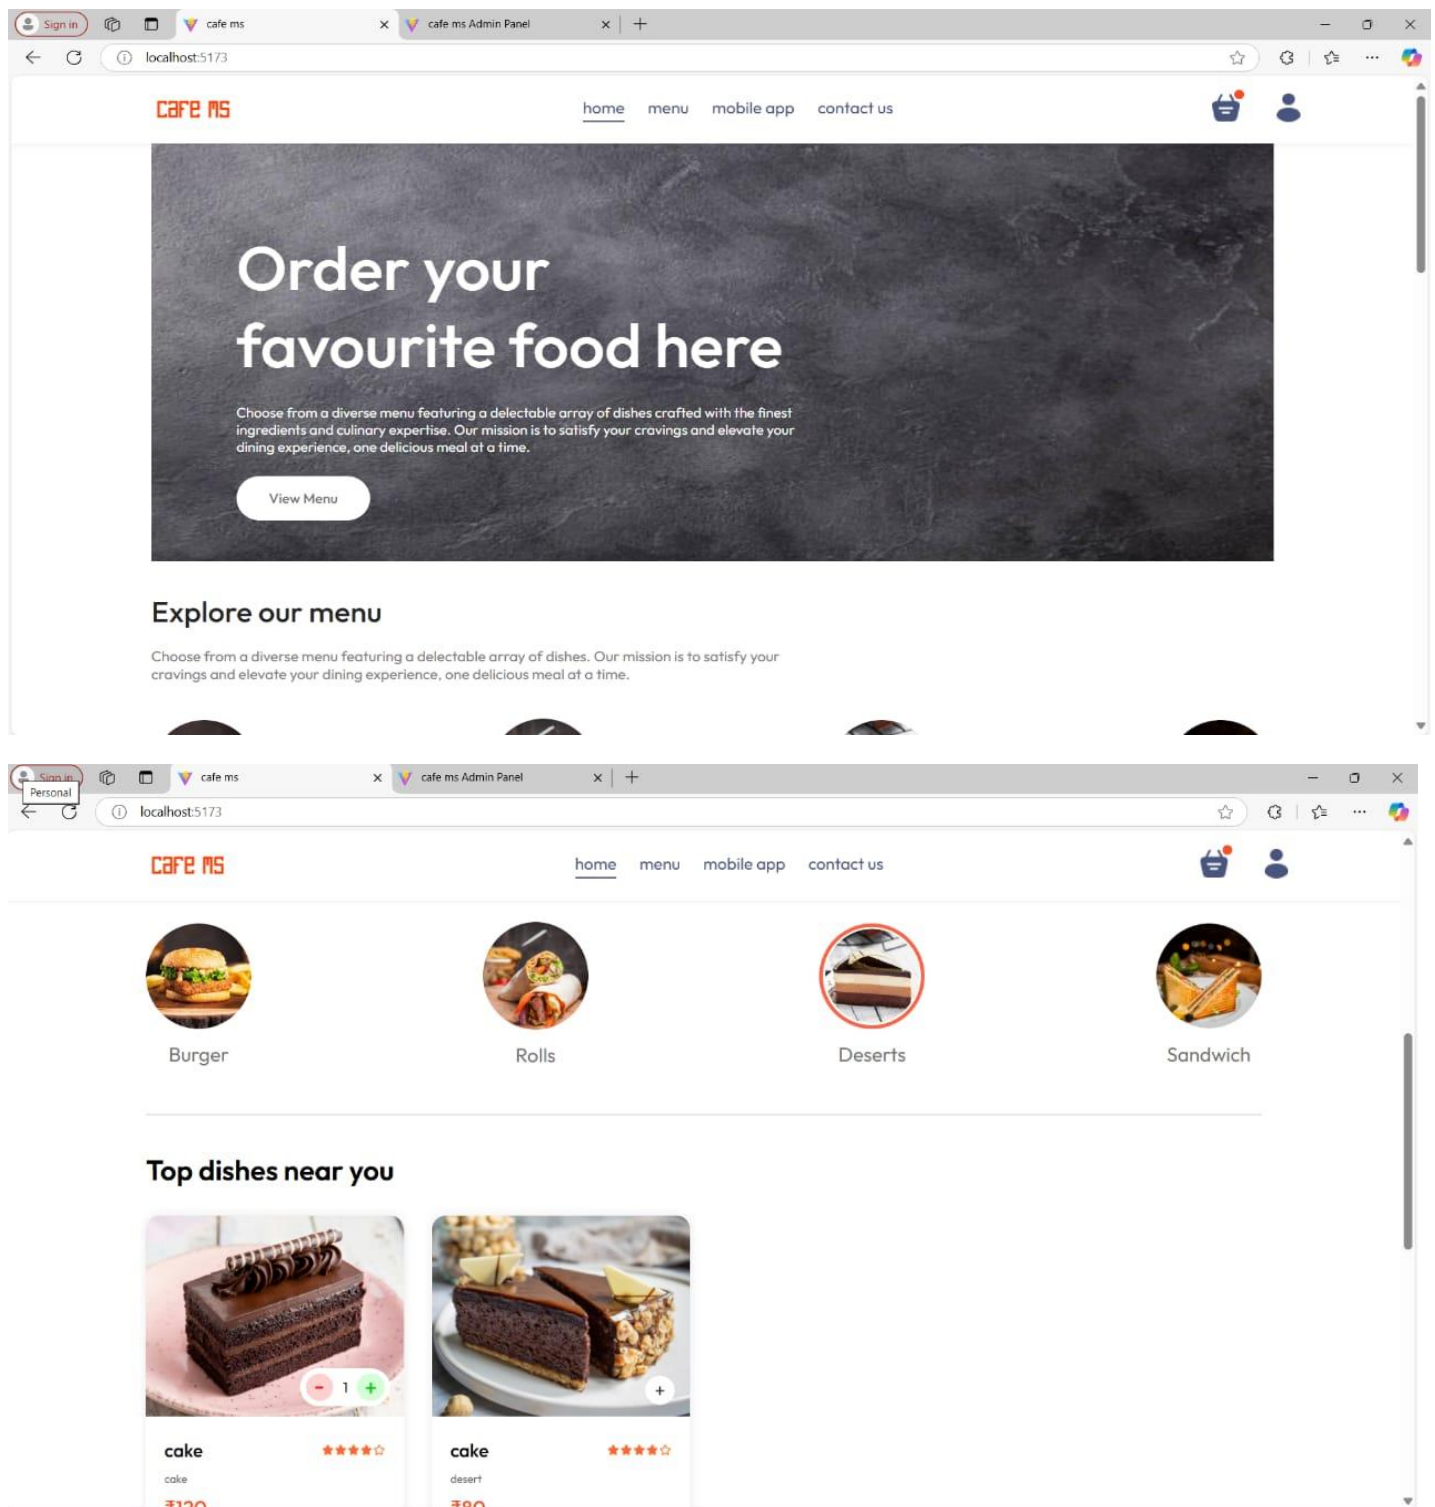 Sign in
cafe ms
cafe ms Admin Panel
localhost:5173
CAFE MS
home menu mobile app contact us
Order your
favourite food here
Choose from a diverse menu featuring a delectable array of dishes crafted with the finest
ingredients and culinary expertise. Our mission is to satisfy your cravings and elevate your
dining experience, one delicious meal at a time.
View Menu
Explore our menu
Choose from a diverse menu featuring a delectable array of dishes. Our mission is to satisfy your
cravings and elevate your dining experience, one delicious meal at a time.
Sign in
cafe ms
cafe ms Admin Panel
Personal
localhost:5173
CAFE MS
home menu mobile app contact us
Burger Rolls Deserts Sandwich
Top dishes near you
1
cake cake
cake desert
₹120 ₹80